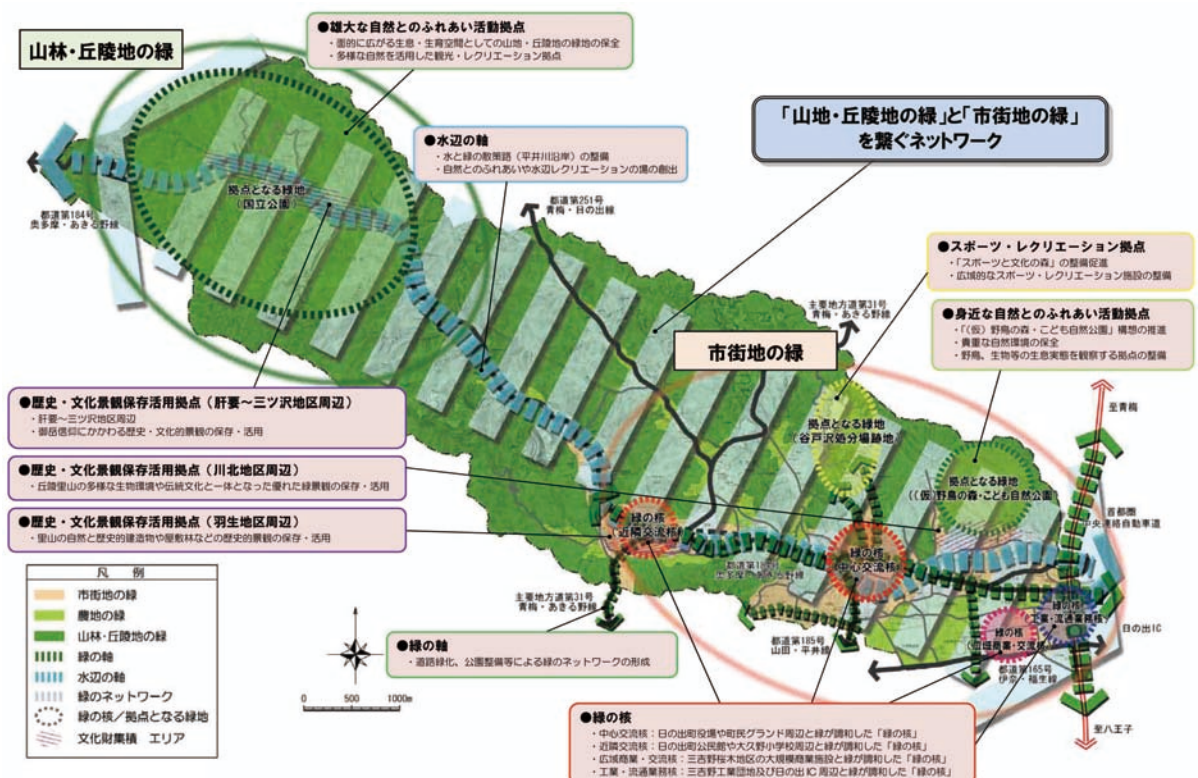 山林・丘陵地の緑
●雄大な自然とのふれあい活動拠点
・面的に広がる生息・生育空間としての山地・丘陵地の緑地の保全
・多様な自然を活用した観光・レクリエーション拠点
「山地・丘陵地の緑」と「市街地の緑」
を繋ぐネットワーク
●水辺の軸
・水と緑の散策路（平井川沿岸）の整備
・自然とのふれあいや水辺レクリエーションの場の創出
拠点となる緑地
（国立公園）
都道第184号
奥多摩・あきる野線
都道第251号
青梅・日の出線
●スポーツ・レクリエーション拠点
・「スポーツと文化の森」の整備促進
・広域的なスポーツ・レクリエーション施設の整備
主要地方道第31号
青梅・あきる野線
●身近な自然とのふれあい活動拠点
・「（仮）野鳥の森・こども自然公園」構想の推進
・貴重な自然環境の保全
・野鳥、生物等の生息実態を観察する拠点の整備
市街地の緑
●歴史・文化景観保存活用拠点（肝要～三ツ沢地区周辺）
・肝要～三ツ沢地区周辺
・御岳信仰にかかわる歴史・文化的景観の保存・活用
至青梅
拠点となる緑地
（谷戸沢処分場跡地）
●歴史・文化景観保存活用拠点（川北地区周辺）
・丘陵里山の多様な生物環境や伝統文化と一体となった優れた緑景観の保存・活用
拠点となる緑地
（（仮）野鳥の森・こども自然公園）
●歴史・文化景観保存活用拠点（羽生地区周辺）
・里山の自然と歴史的建造物や屋敷林などの歴史的景観の保存・活用
緑の核
近隣交流核
首都圏
中央連絡自動車道
緑の核
（中心交流核）
都道第184号
奥多摩・あきる野線
凡 例
市街地の緑
農地の緑
山林・丘陵地の緑
緑の軸
水辺の軸
緑のネットワーク
緑の核／拠点となる緑地
文化財集積 エリア
主要地方道第31号
青梅・あきる野線
緑の核
工業・流通業務核
日の出IC
緑の核
（広域商業・交流核）
●緑の軸
・道路緑化、公園整備等による緑のネットワークの形成
都道第185号
山田・平井線
都道第165号
伊奈・福生線
0 500 1000m
至八王子
●緑の核
・中心交流核：日の出町役場や町民グランド周辺と緑が調和した「緑の核」
・近隣交流核：日の出町公民館や大久野小学校周辺と緑が調和した「緑の核」
・広域商業・交流核：三吉野桜木地区の大規模商業施設と緑が調和した「緑の核」
・工業・流通業務核：三吉野工業団地及び日の出IC周辺と緑が調和した「緑の核」